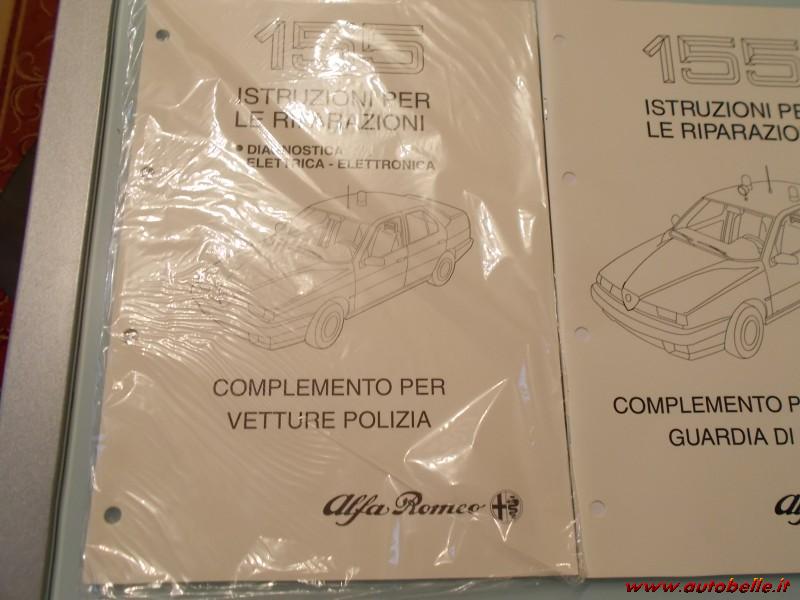 155
ISTRUZIONI PER
LE RIPARAZIONI
• DIAGNOSTICA
ELETTRICA - ELETTRONICA
COMPLEMENTO PER
VETTURE POLIZIA
Alfa Romeo
155
ISTRUZIONI PE
LE RIPARAZIO
COMPLEMENTO P
GUARDIA DI
Al
www.autobelle.it